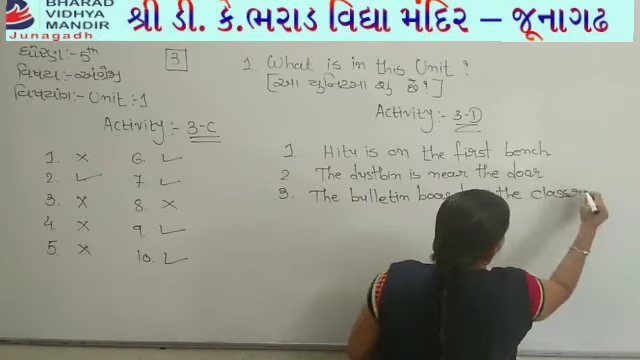 BHARAD
VIDHYA
MANDIR
Junagadh
શ્રી ડી. કે.ભરાડ વિદ્યા મંદિર – જૂનાગઢ
ધોરણ :- 5th
વિષય :- અંગ્રેજી
વિષયાંગ :- Unit : 1
3
Activity :- 3-C
1. ×
2. ✓
3. ×
4. ×
5. ×
6. ✓
7. ✓
8. ×
9. ✓
10. ✓
1 What is in this Unit ?
[આ યુનિટમા શુ છે?]
Activity :- 3-D
1. Hitu is on the first bench
2. The dustbin is near the door
3. The bulletin the